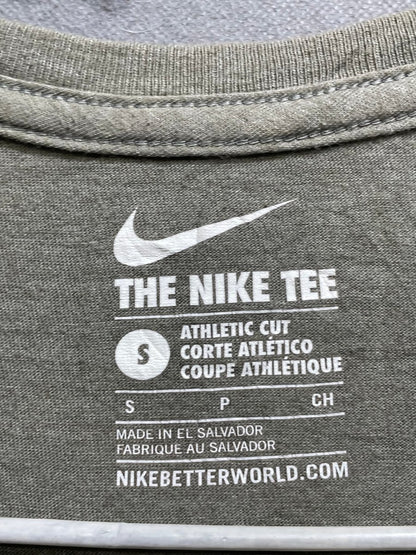 THE NIKE TEE
S
ATHLETIC CUT
CORTE ATLÉTICO
COUPE ATHLÉTIQUE
S P CH
MADE IN EL SALVADOR
FABRIQUE AU SALVADOR
NIKEBETTERWORLD.COM